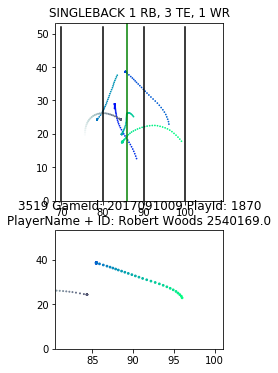 SINGLEBACK 1 RB, 3 TE, 1 WR
50
40
30
20
10
0
70 80 90 100
3519 GameId: 2017091009 PlayId: 1870
PlayerName + ID: Robert Woods 2540169.0
40
20
0
85 90 95 100